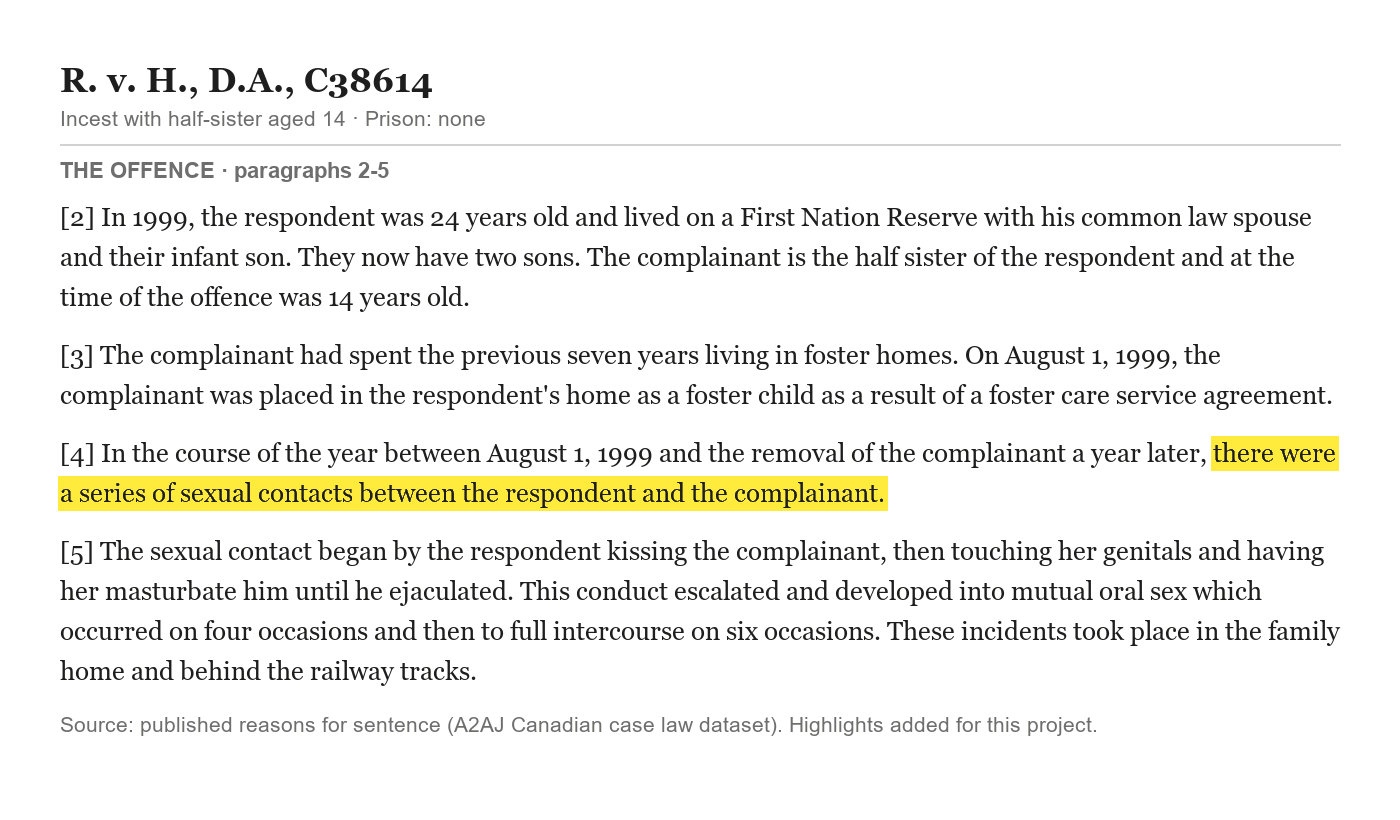 R. v. H., D.A., C38614
Incest with half-sister aged 14 · Prison: none
THE OFFENCE · paragraphs 2-5
[2] In 1999, the respondent was 24 years old and lived on a First Nation Reserve with his common law spouse
and their infant son. They now have two sons. The complainant is the half sister of the respondent and at the
time of the offence was 14 years old.
[3] The complainant had spent the previous seven years living in foster homes. On August 1, 1999, the
complainant was placed in the respondent's home as a foster child as a result of a foster care service agreement.
[4] In the course of the year between August 1, 1999 and the removal of the complainant a year later, there were
a series of sexual contacts between the respondent and the complainant.
[5] The sexual contact began by the respondent kissing the complainant, then touching her genitals and having
her masturbate him until he ejaculated. This conduct escalated and developed into mutual oral sex which
occurred on four occasions and then to full intercourse on six occasions. These incidents took place in the family
home and behind the railway tracks.
Source: published reasons for sentence (A2AJ Canadian case law dataset). Highlights added for this project.